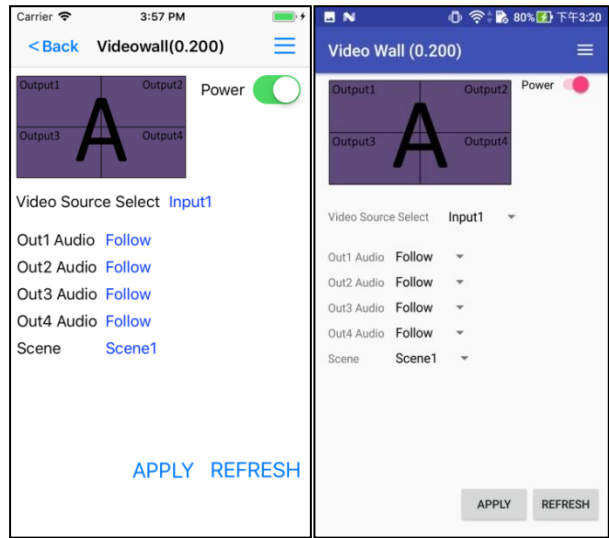 Carrier 3:57 PM
<Back Videowall(0.200)
Output1 Output2
Power
A
Output3 Output4
Video Source Select Input1
Out1 Audio Follow
Out2 Audio Follow
Out3 Audio Follow
Out4 Audio Follow
Scene Scene1
APPLY REFRESH
N 80% 下午3:20
Video Wall (0.200)
Output1 Output2
Power
A
Output3 Output4
Video Source Select Input1
Out1 Audio Follow
Out2 Audio Follow
Out3 Audio Follow
Out4 Audio Follow
Scene Scene1
APPLY REFRESH